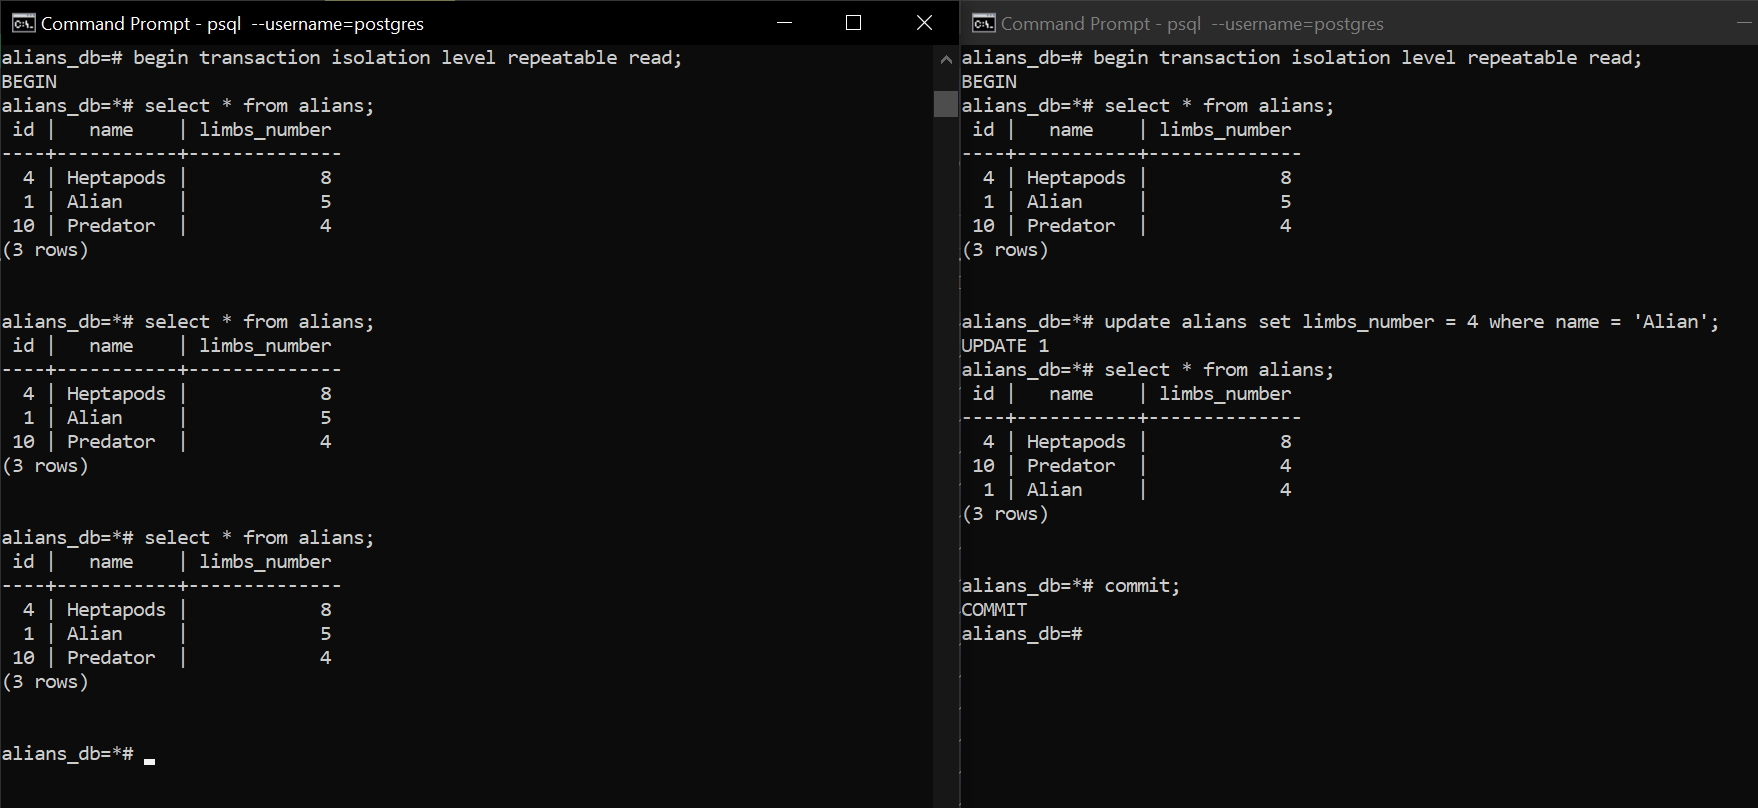 Command Prompt - psql  --username=postgres
alians_db=# begin transaction isolation level repeatable read;
BEGIN
alians_db=*# select * from alians;
 id |   name    | limbs_number
----+-----------+--------------
  4 | Heptapods |            8
  1 | Alian     |            5
 10 | Predator  |            4
(3 rows)
alians_db=*# select * from alians;
 id |   name    | limbs_number
----+-----------+--------------
  4 | Heptapods |            8
  1 | Alian     |            5
 10 | Predator  |            4
(3 rows)
alians_db=*# select * from alians;
 id |   name    | limbs_number
----+-----------+--------------
  4 | Heptapods |            8
  1 | Alian     |            5
 10 | Predator  |            4
(3 rows)
alians_db=*#
Command Prompt - psql  --username=postgres
alians_db=# begin transaction isolation level repeatable read;
BEGIN
alians_db=*# select * from alians;
 id |   name    | limbs_number
----+-----------+--------------
  4 | Heptapods |            8
  1 | Alian     |            5
 10 | Predator  |            4
(3 rows)
alians_db=*# update alians set limbs_number = 4 where name = 'Alian';
UPDATE 1
alians_db=*# select * from alians;
 id |   name    | limbs_number
----+-----------+--------------
  4 | Heptapods |            8
 10 | Predator  |            4
  1 | Alian     |            4
(3 rows)
alians_db=*# commit;
COMMIT
alians_db=#